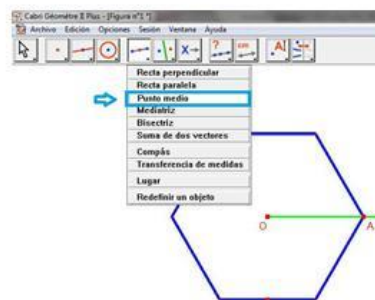 Cabri Géomètre II Plus - [Figura nº1 *]
Archivo Edición Opciones Sesión Ventana Ayuda
X→ ? cm A
Recta perpendicular
Recta paralela
Punto medio
Mediatriz
Bisectriz
Suma de dos vectores
Compás
Transferencia de medidas
Lugar
Redefinir un objeto
O A